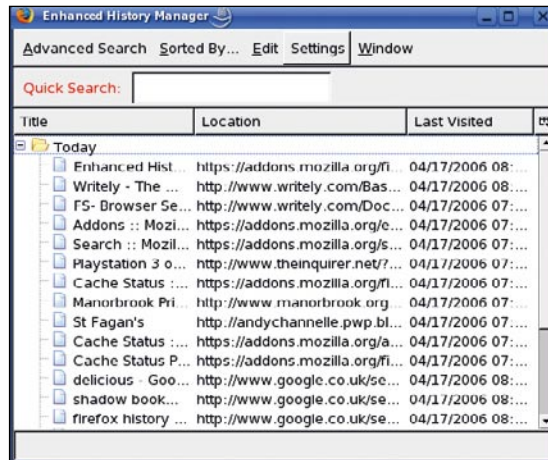 Enhanced History Manager
Advanced Search Sorted By... Edit Settings Window
Quick Search:
Title Location Last Visited
Today
Enhanced Hist... https://addons.mozilla.org/fi... 04/17/2006 08:...
Writely - The ... http://www.writely.com/Bas... 04/17/2006 08:...
FS- Browser Se... http://www.writely.com/Doc... 04/17/2006 07:...
Addons :: Mozi... https://addons.mozilla.org/e... 04/17/2006 07:...
Search :: Mozil... https://addons.mozilla.org/s... 04/17/2006 07:...
Playstation 3 o... http://www.theinquirer.net/?... 04/17/2006 07:...
Cache Status :... https://addons.mozilla.org/fi... 04/17/2006 07:...
Manorbrook Pri... http://www.manorbrook.org... 04/17/2006 07:...
St Fagan's http://andychannelle.pwp.bl... 04/17/2006 07:...
Cache Status :... https://addons.mozilla.org/a... 04/17/2006 07:...
Cache Status P... https://addons.mozilla.org/fi... 04/17/2006 07:...
delicious - Goo... http://www.google.co.uk/se... 04/17/2006 08:...
shadow book... http://www.google.co.uk/se... 04/17/2006 08:...
firefox history ... http://www.google.co.uk/se... 04/17/2006 08:...